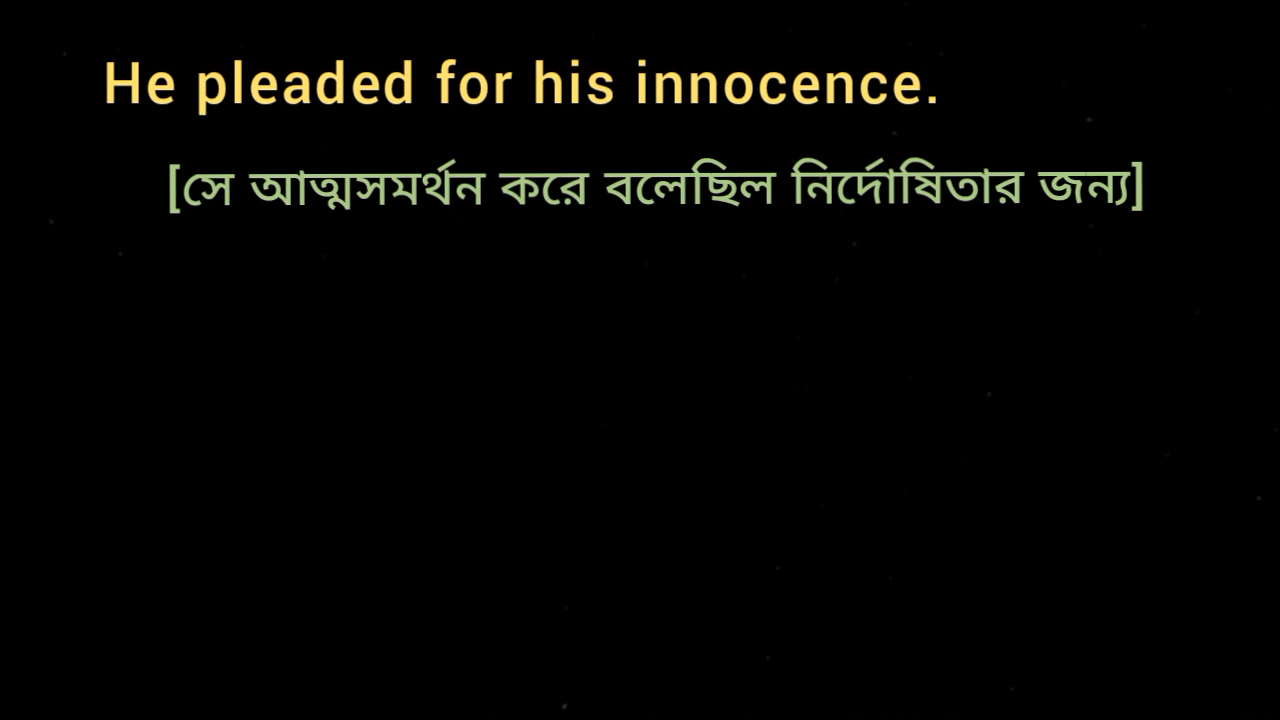 He pleaded for his innocence.
[সে আত্মসমর্থন করে বলেছিল নির্দোষিতার জন্য]